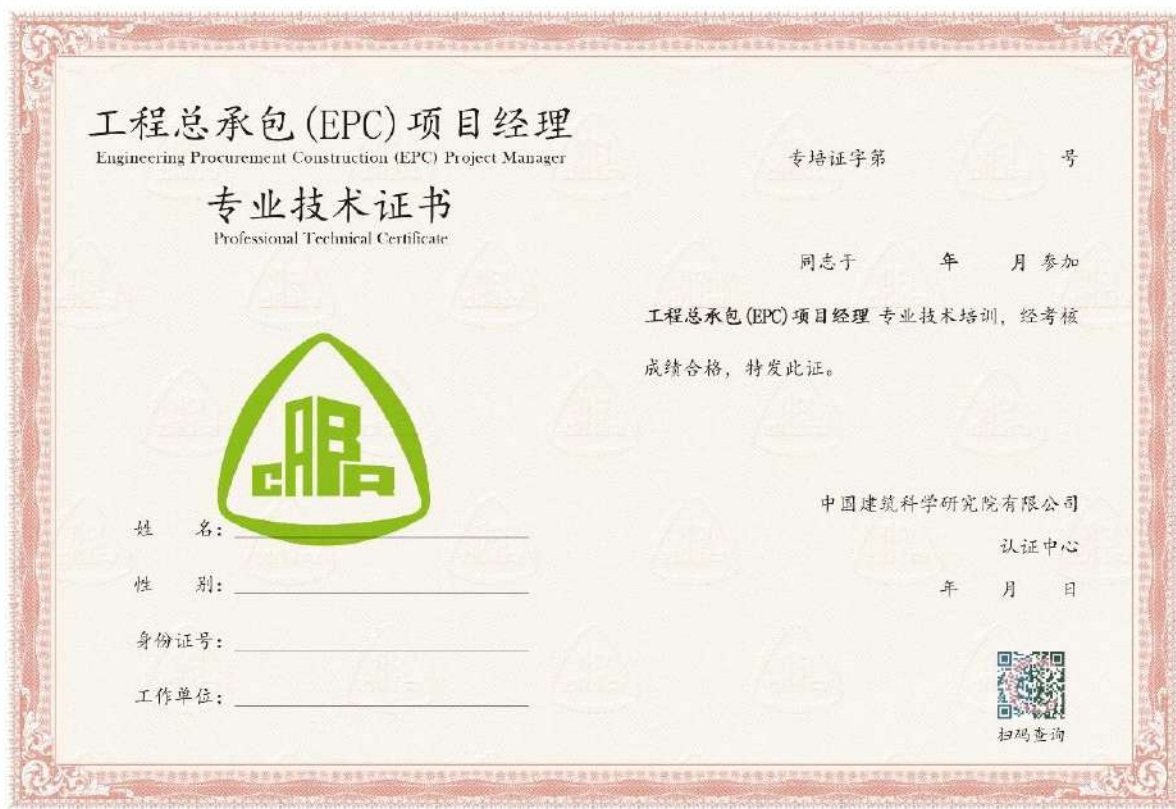 工程总承包(EPC)项目经理
Engineering Procurement Construction (EPC) Project Manager
专业技术证书
Professional Technical Certificate
CABR
姓 名:
性 别:
身份证号:
工作单位:
专培证字第 号
同志于 年 月 参加
工程总承包(EPC)项目经理 专业技术培训, 经考核
成绩合格, 特发此证。
中国建筑科学研究院有限公司
认证中心
年 月 日
扫码查询